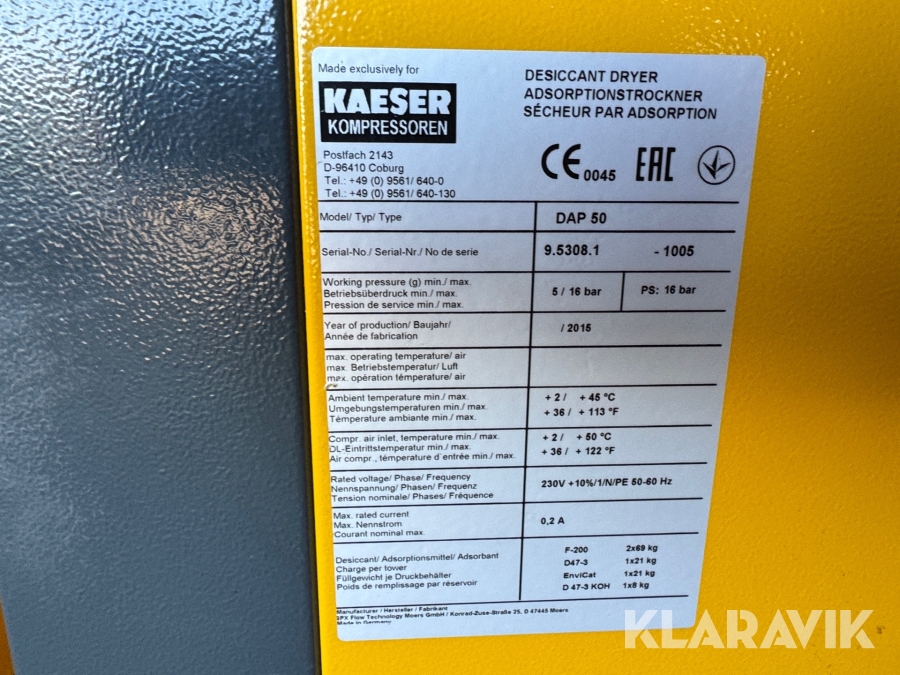 Made exclusively for
KAESER
KOMPRESSOREN
Postfach 2143
D-96410 Coburg
Tel.: +49 (0) 9561/ 640-0
Tel.: +49 (0) 9561/ 640-130
DESICCANT DRYER
ADSORPTIONSTROCKNER
SÉCHEUR PAR ADSORPTION
CE 0045 EAC
Model/ Typ/ Type DAP 50
Serial-No./ Serial-Nr./ No de serie 9.5308.1 - 1005
Working pressure (g) min./ max.
Betriebsüberdruck min./ max.
Pression de service min./ max.
5 / 16 bar PS: 16 bar
Year of production/ Baujahr/
Année de fabrication
/ 2015
max. operating temperature/ air
max. Betriebstemperatur/ Luft
max. opération température/ air
Ambient temperature min./ max.
Umgebungstemperaturen min./ max.
Témperature ambiante min./ max.
+ 2 / + 45 °C
+ 36 / + 113 °F
Compr. air inlet, temperature min./ max.
DL-Eintrittstemperatur min./ max.
Air compr., témperature d´entrée min./ max.
+ 2 / + 50 °C
+ 36 / + 122 °F
Rated voltage/ Phase/ Frequency
Nennspannung/ Phasen/ Frequenz
Tension nominale/ Phases/ Fréquence
230V +10%/1/N/PE 50-60 Hz
Max. rated current
Max. Nennstrom
Courant nominal max.
0,2 A
Desiccant/ Adsorptionsmittel/ Adsorbant
Charge per tower
Füllgewicht je Druckbehälter
Poids de remplissage par réservoir
F-200 2x69 kg
D47-3 1x21 kg
EnviCat 1x21 kg
D 47-3 KOH 1x8 kg
Manufacturer / Hersteller / Fabrikant
SPX Flow Technology Moers GmbH / Konrad-Zuse-Straße 25, D 47445 Moers
Made in Germany
KLARAVIK